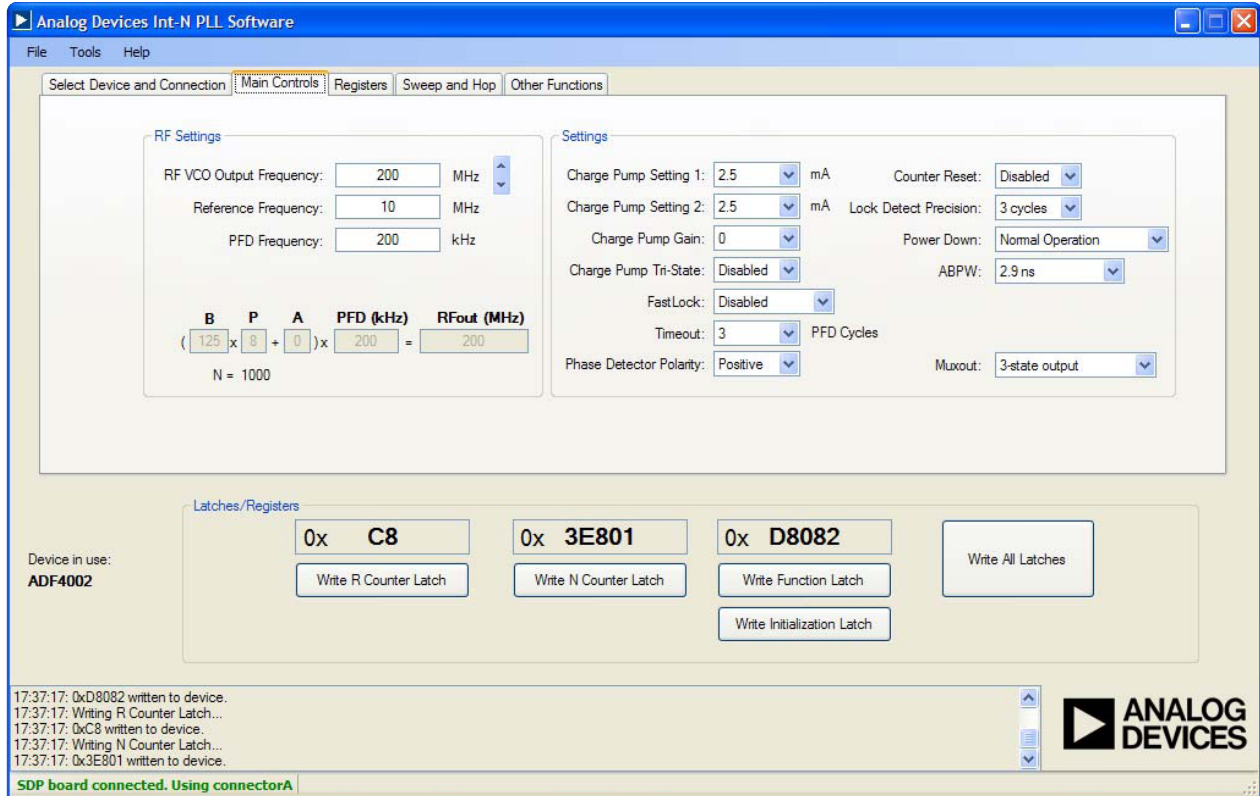 Analog Devices Int-N PLL Software
File Tools Help
Select Device and Connection Main Controls Registers Sweep and Hop Other Functions
RF Settings
RF VCO Output Frequency: 200 MHz
Reference Frequency: 10 MHz
PFD Frequency: 200 kHz
B P A PFD (kHz) RFout (MHz)
( 125 x 8 + 0 ) x 200 = 200
N = 1000
Settings
Charge Pump Setting 1: 2.5 mA
Charge Pump Setting 2: 2.5 mA
Charge Pump Gain: 0
Charge Pump Tri-State: Disabled
FastLock: Disabled
Timeout: 3 PFD Cycles
Phase Detector Polarity: Positive
Counter Reset: Disabled
Lock Detect Precision: 3 cycles
Power Down: Normal Operation
ABPW: 2.9 ns
Muxout: 3-state output
Latches/Registers
0x C8 0x 3E801 0x D8082
Write R Counter Latch Write N Counter Latch Write Function Latch Write All Latches
Write Initialization Latch
Device in use:
ADF4002
17:37:17: 0xD8082 written to device.
17:37:17: Writing R Counter Latch...
17:37:17: 0xC8 written to device.
17:37:17: Writing N Counter Latch...
17:37:17: 0x3E801 written to device.
ANALOG
DEVICES
SDP board connected. Using connectorA